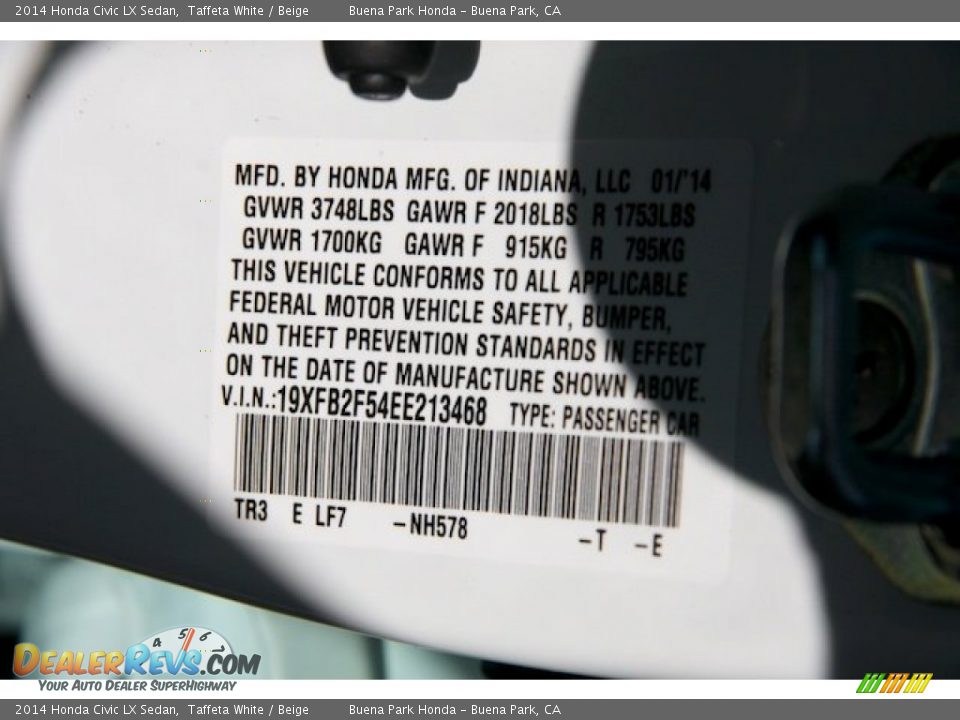 2014 Honda Civic LX Sedan, Taffeta White / Beige Buena Park Honda - Buena Park, CA
MFD. BY HONDA MFG. OF INDIANA, LLC 01/'14
GVWR 3748LBS GAWR F 2018LBS R 1753LBS
GVWR 1700KG GAWR F 915KG R 795KG
THIS VEHICLE CONFORMS TO ALL APPLICABLE
FEDERAL MOTOR VEHICLE SAFETY, BUMPER,
AND THEFT PREVENTION STANDARDS IN EFFECT
ON THE DATE OF MANUFACTURE SHOWN ABOVE.
V.I.N.:19XFB2F54EE213468 TYPE: PASSENGER CAR
TR3 E LF7 -NH578 -T -E
4 5 6 7
DEALERREVS.COM
YOUR AUTO DEALER SUPERHIGHWAY
2014 Honda Civic LX Sedan, Taffeta White / Beige Buena Park Honda - Buena Park, CA